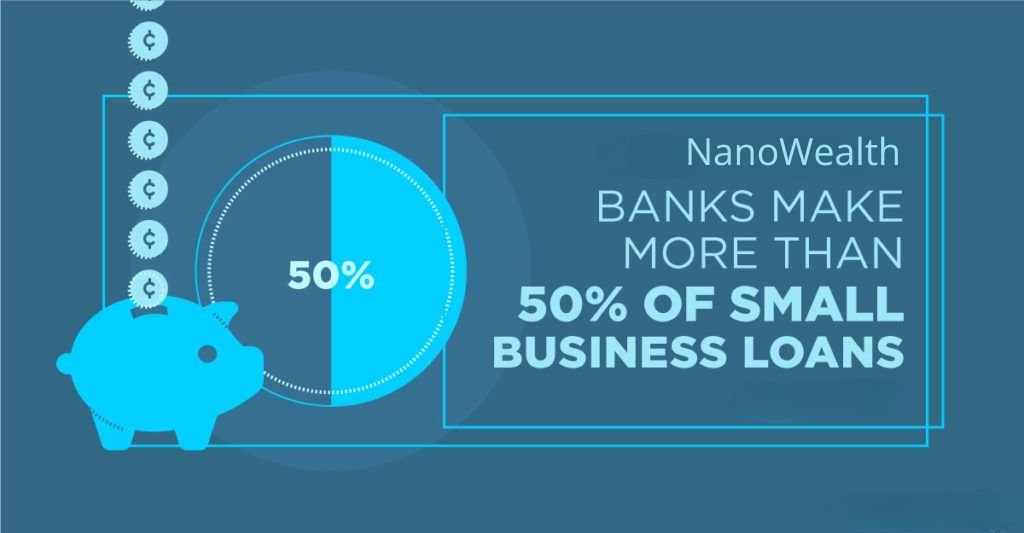 ¢
¢
¢
¢
¢
¢
50%
NanoWealth
BANKS MAKE
MORE THAN
50% OF SMALL
BUSINESS LOANS